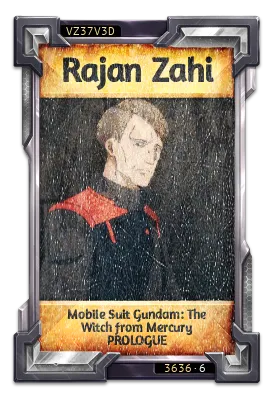 VZ37V3D
Rajan Zahi
Mobile Suit Gundam: The
Witch from Mercury
PROLOGUE
3636·6